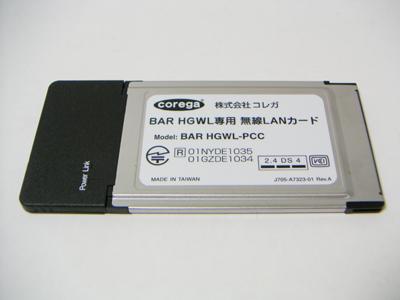 corega 株式会社 コレガ
BAR HGWL専用 無線LANカード
Model: BAR HGWL-PCC
R 01NYDE1035
01GZDE1034
2.4 DS 4
VCI
MADE IN TAIWAN
J705-A7323-01 Rev.A
Power Link